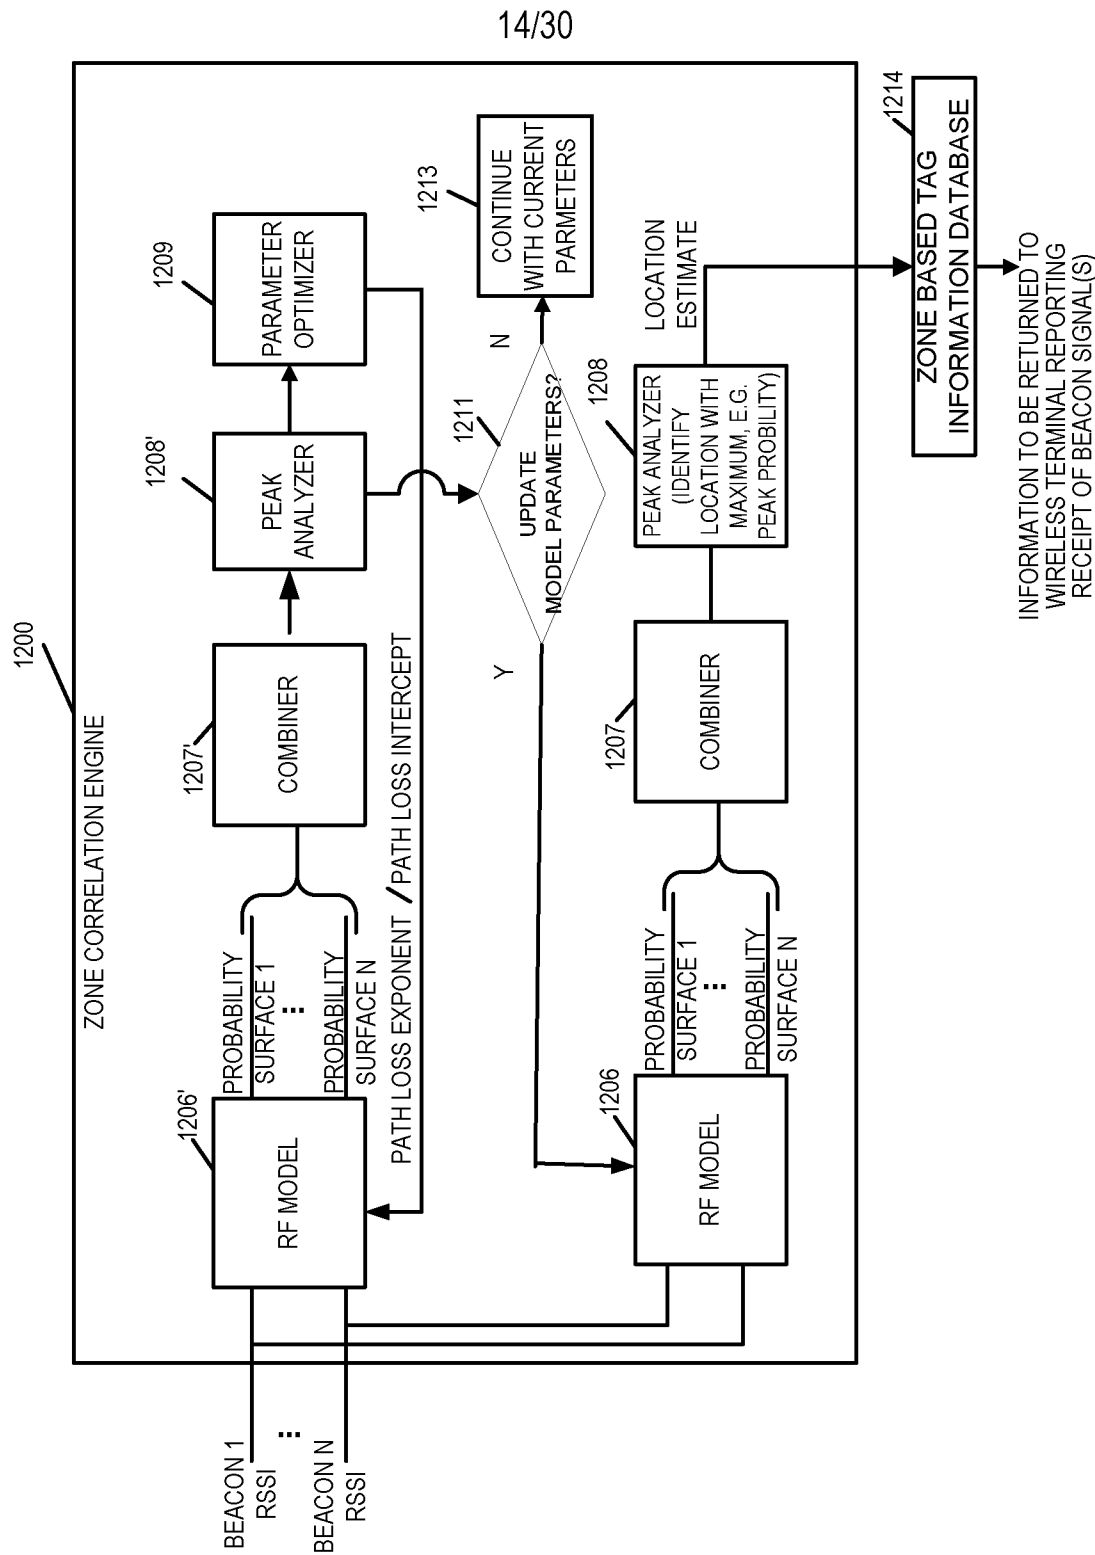 14/30
1200
ZONE CORRELATION ENGINE
BEACON 1
RSSI
...
BEACON N
RSSI
1206'
RF MODEL
PROBABILITY
SURFACE 1
...
PROBABILITY
SURFACE N
1207'
COMBINER
1208'
PEAK
ANALYZER
1209
PARAMETER
OPTIMIZER
PATH LOSS EXPONENT / PATH LOSS INTERCEPT
1211
UPDATE
MODEL PARAMETERS?
Y
N
1213
CONTINUE
WITH CURRENT
PARMETERS
1206
RF MODEL
PROBABILITY
SURFACE 1
...
PROBABILITY
SURFACE N
1207
COMBINER
1208
PEAK ANALYZER
(IDENTIFY
LOCATION WITH
MAXIMUM, E.G.
PEAK PROBILITY)
LOCATION
ESTIMATE
1214
ZONE BASED TAG
INFORMATION DATABASE
INFORMATION TO BE RETURNED TO
WIRELESS TERMINAL REPORTING
RECEIPT OF BEACON SIGNAL(S)